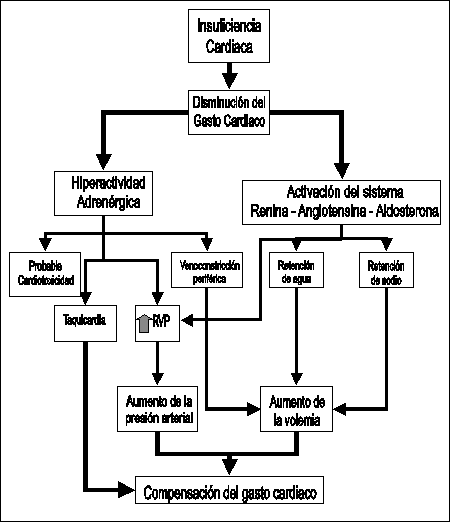 Insuficiencia
Cardiaca
Disminución del
Gasto Cardiaco
Hiperactividad
Adrenérgica
Activación del sistema
Renina - Angiotensina - Aldosterona
Probable
Cardiotoxicidad
Venoconstricción
periférica
Retención
de agua
Retención
de sodio
Taquicardia
RVP
Aumento de la
presión arterial
Aumento de
la volemia
Compensación del gasto cardiaco